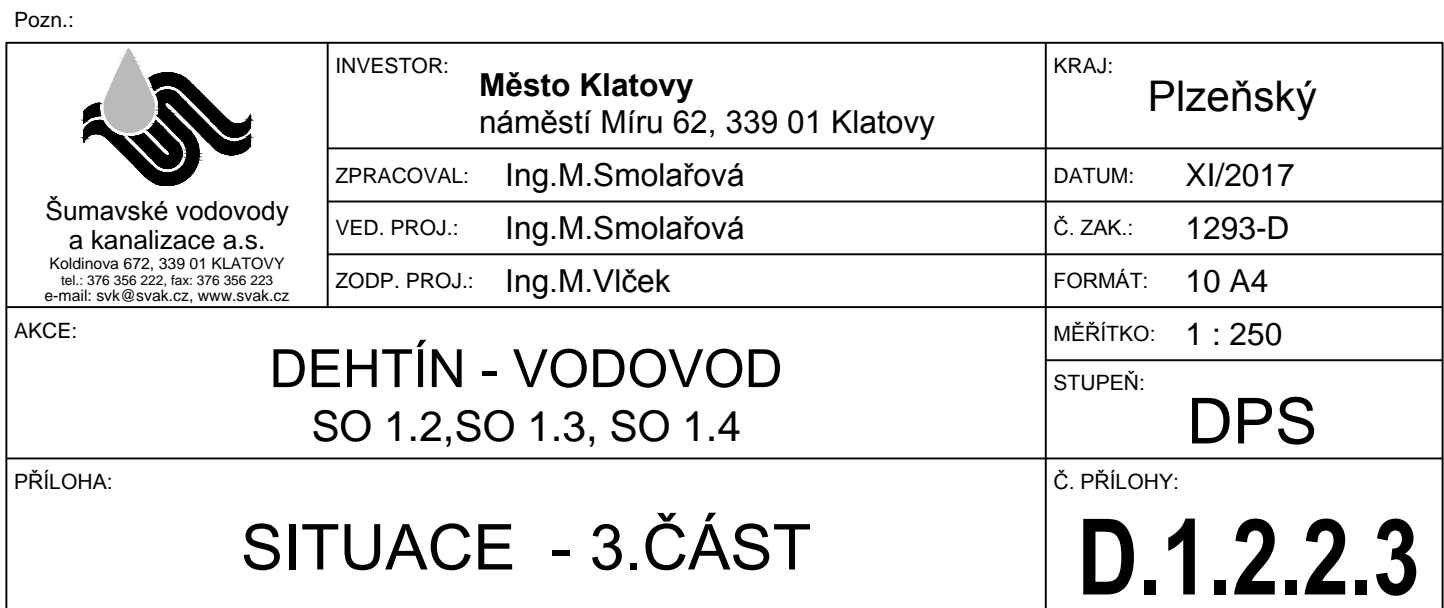 Pozn.:
Šumavské vodovody
a kanalizace a.s.
Koldinova 672, 339 01 KLATOVY
tel.: 376 356 222, fax: 376 356 223
e-mail: svk@svak.cz, www.svak.cz
INVESTOR:
Město Klatovy
náměstí Míru 62, 339 01 Klatovy
KRAJ:
Plzeňský
ZPRACOVAL: Ing.M.Smolařová
DATUM: XI/2017
VED. PROJ.: Ing.M.Smolařová
Č. ZAK.: 1293-D
ZODP. PROJ.: Ing.M.Vlček
FORMÁT: 10 A4
AKCE:
DEHTÍN - VODOVOD
SO 1.2,SO 1.3, SO 1.4
MĚŘÍTKO: 1 : 250
STUPEŇ:
DPS
PŘÍLOHA:
SITUACE - 3.ČÁST
Č. PŘÍLOHY:
D.1.2.2.3